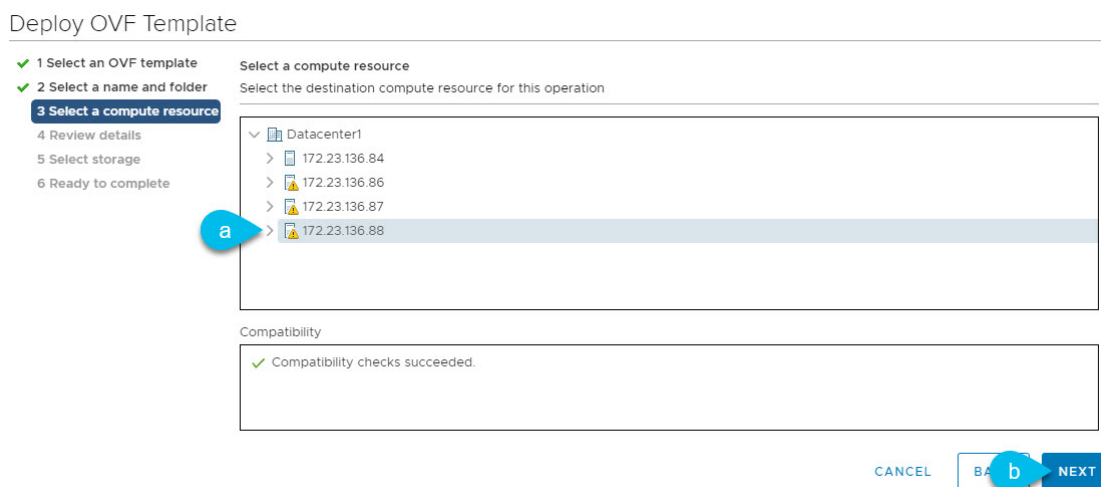 Deploy OVF Template
1 Select an OVF template
2 Select a name and folder
3 Select a compute resource
4 Review details
5 Select storage
6 Ready to complete
Select a compute resource
Select the destination compute resource for this operation
Datacenter1
172.23.136.84
172.23.136.86
172.23.136.87
a
172.23.136.88
Compatibility
Compatibility checks succeeded.
CANCEL
b
NEXT